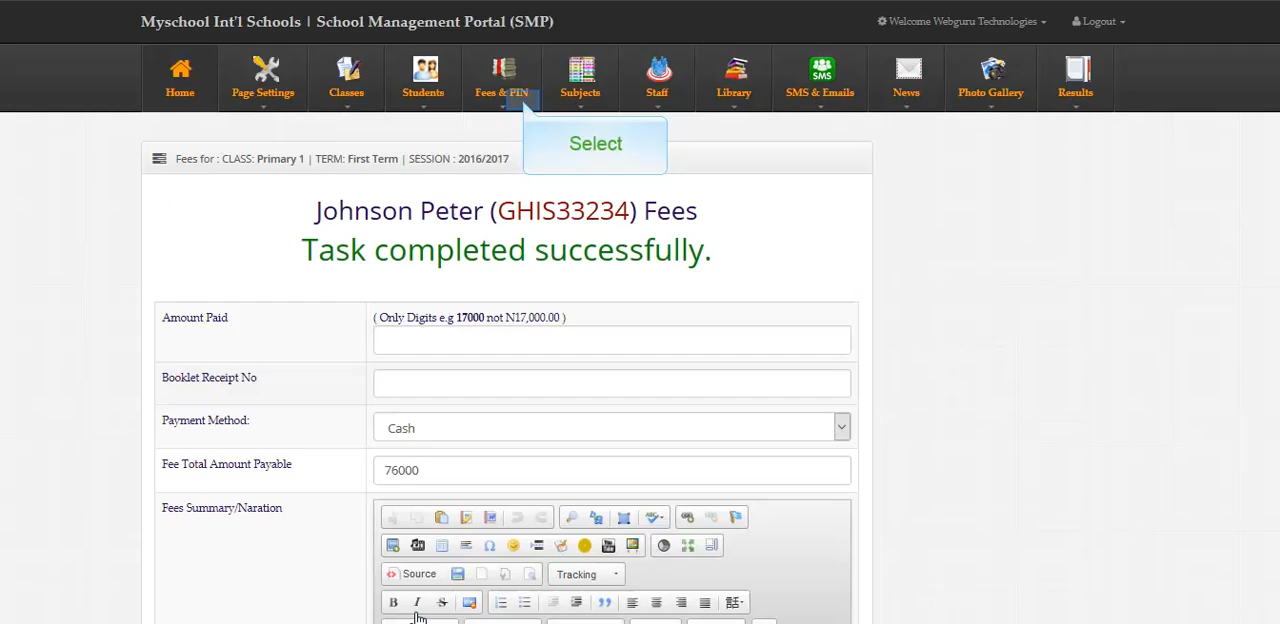 Myschool Int'l Schools | School Management Portal (SMP)
Welcome Webguru Technologies
Logout
Home
Page Settings
Classes
Students
Fees & PIN
Subjects
Staff
Library
SMS
SMS & Emails
News
Photo Gallery
Results
Select
Fees for : CLASS: Primary 1 | TERM: First Term | SESSION : 2016/2017
Johnson Peter (GHIS33234) Fees
Task completed successfully.
Amount Paid
( Only Digits e.g 17000 not N17,000.00 )
Booklet Receipt No
Payment Method:
Cash
Fee Total Amount Payable
76000
Fees Summary/Naration
Source
Tracking
B I S
話